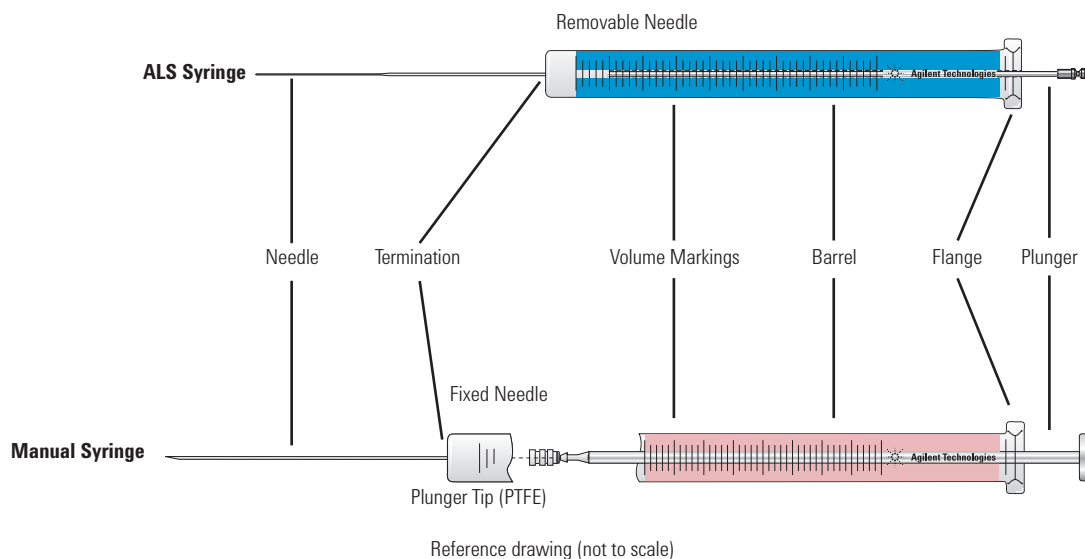 Removable Needle
ALS Syringe
Agilent Technologies
Needle
Termination
Volume Markings
Barrel
Flange
Plunger
Fixed Needle
Manual Syringe
Agilent Technologies
Plunger Tip (PTFE)
Reference drawing (not to scale)